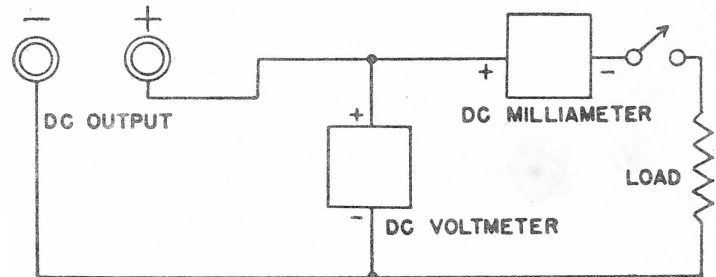 − +
+ −
DC OUTPUT
DC MILLIAMETER
+
LOAD
−
DC VOLTMETER